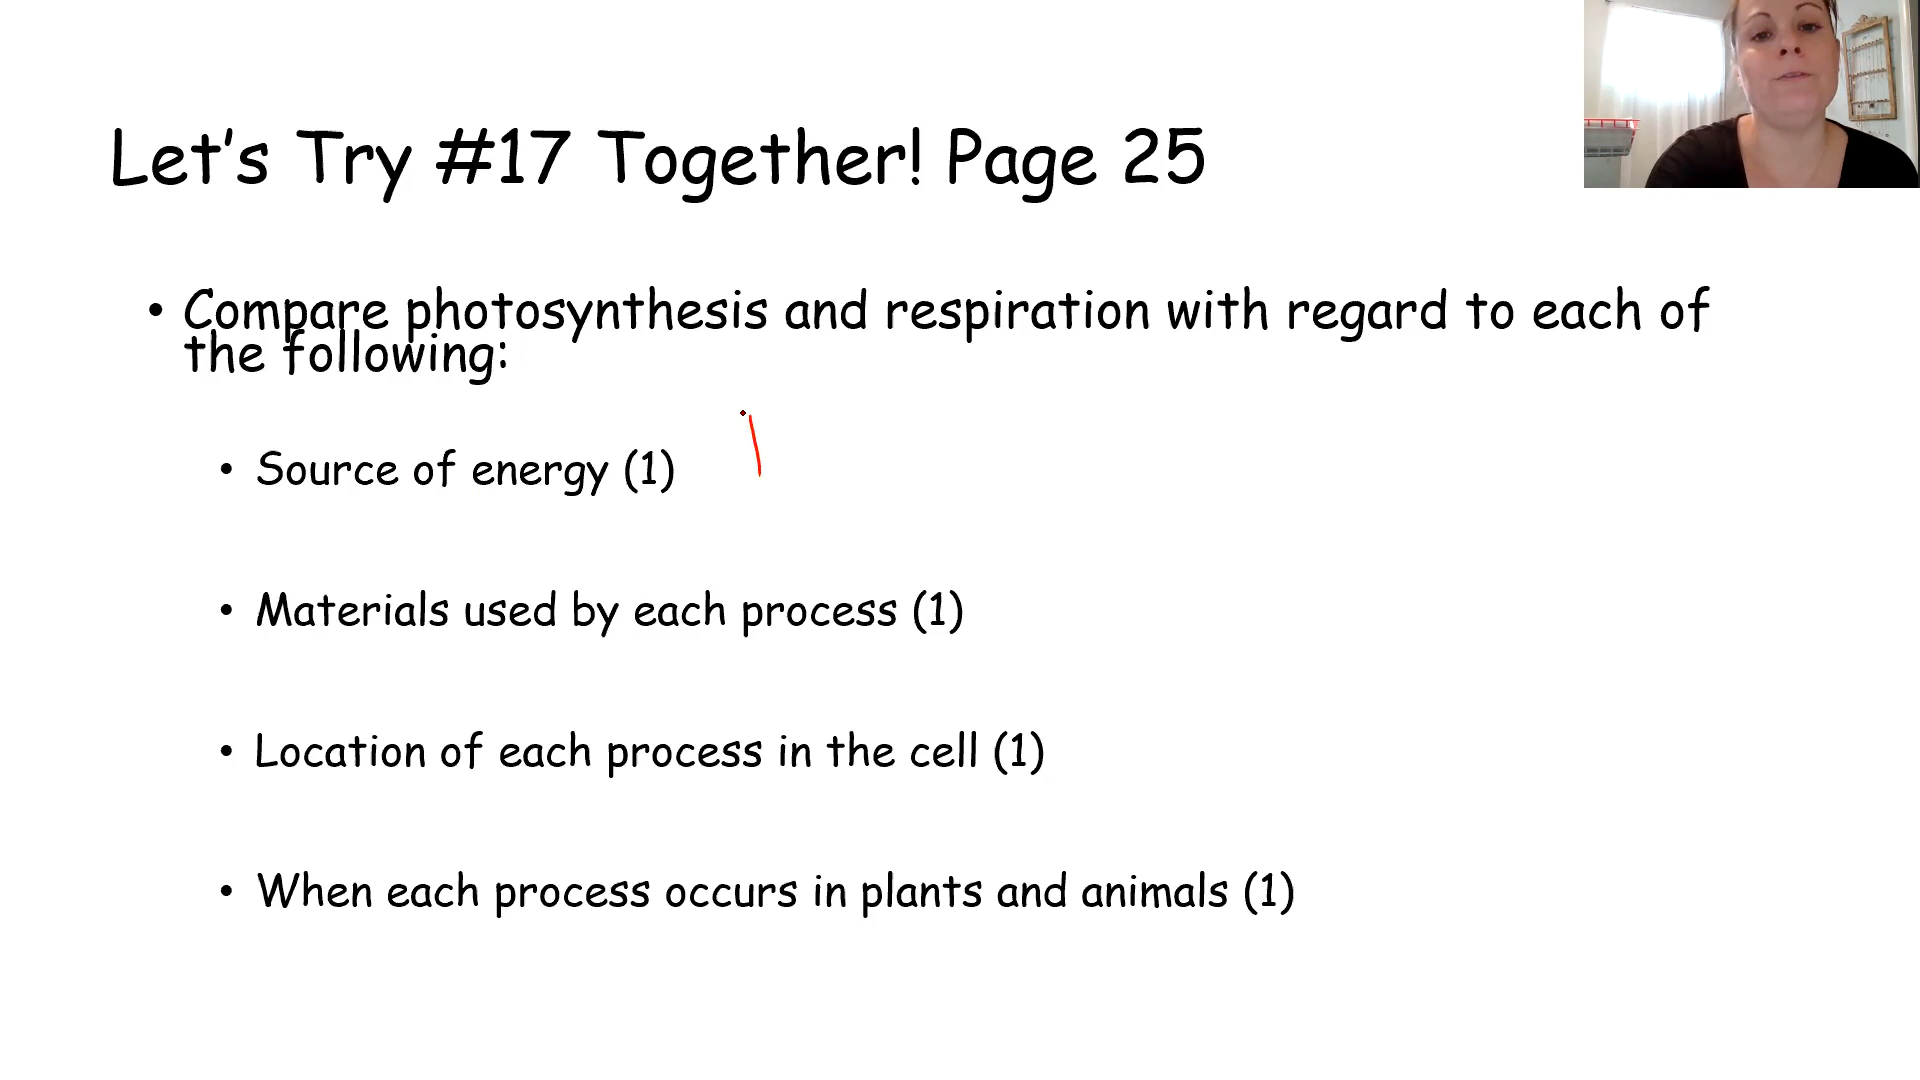 Let’s Try #17 Together! Page 25
• Compare photosynthesis and respiration with regard to each of
the following:
• Source of energy (1)
• Materials used by each process (1)
• Location of each process in the cell (1)
• When each process occurs in plants and animals (1)